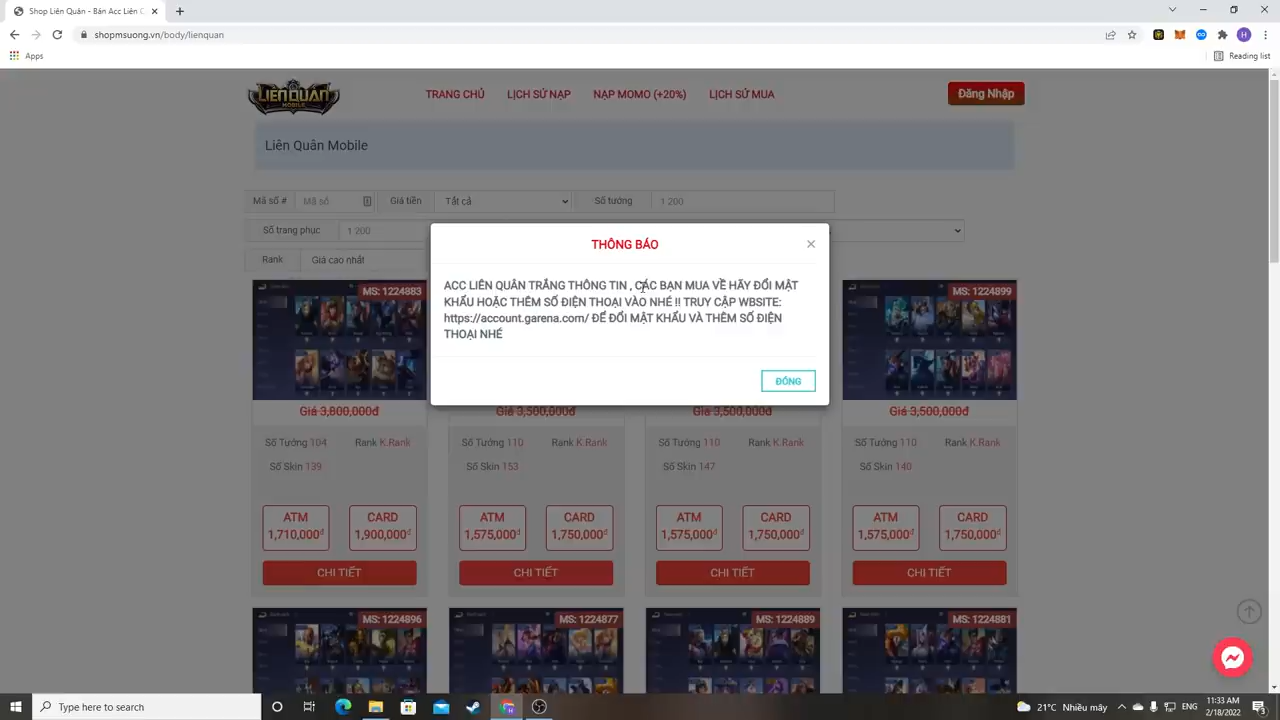 Shop Liên Quân - Bán Acc Liên C
shopmsuong.vn/body/lienquan
Apps
Reading list
LIÊN QUÂN
MOBILE
TRANG CHỦ LỊCH SỬ NẠP NẠP MOMO (+20%) LỊCH SỬ MUA
Đăng Nhập
Liên Quân Mobile
Mã số # Mã số Giá tiền Tất cả Số tướng 1 200
Số trang phục 1 200
Rank Giá cao nhất
THÔNG BÁO
×
ACC LIÊN QUÂN TRẮNG THÔNG TIN , CÁC BẠN MUA VỀ HÃY ĐỔI MẬT
KHẨU HOẶC THÊM SỐ ĐIỆN THOẠI VÀO NHÉ !! TRUY CẬP WBSITE:
https://account.garena.com/ ĐỂ ĐỔI MẬT KHẨU VÀ THÊM SỐ ĐIỆN
THOẠI NHÉ
ĐÓNG
MS: 1224883 MS: 1224899
Giá 3,800,000đ Giá 3,500,000đ Giá 3,500,000đ Giá 3,500,000đ
Số Tướng 104 Rank K.Rank Số Tướng 110 Rank K.Rank Số Tướng 110 Rank K.Rank Số Tướng 110 Rank K.Rank
Số Skin 139 Số Skin 153 Số Skin 147 Số Skin 140
ATM CARD ATM CARD ATM CARD ATM CARD
1,710,000đ 1,900,000đ 1,575,000đ 1,750,000đ 1,575,000đ 1,750,000đ 1,575,000đ 1,750,000đ
CHI TIẾT CHI TIẾT CHI TIẾT CHI TIẾT
MS: 1224896 MS: 1224877 MS: 1224889 MS: 1224881
Type here to search
21°C Nhiều mây
ENG
11:33 AM
2/18/2022